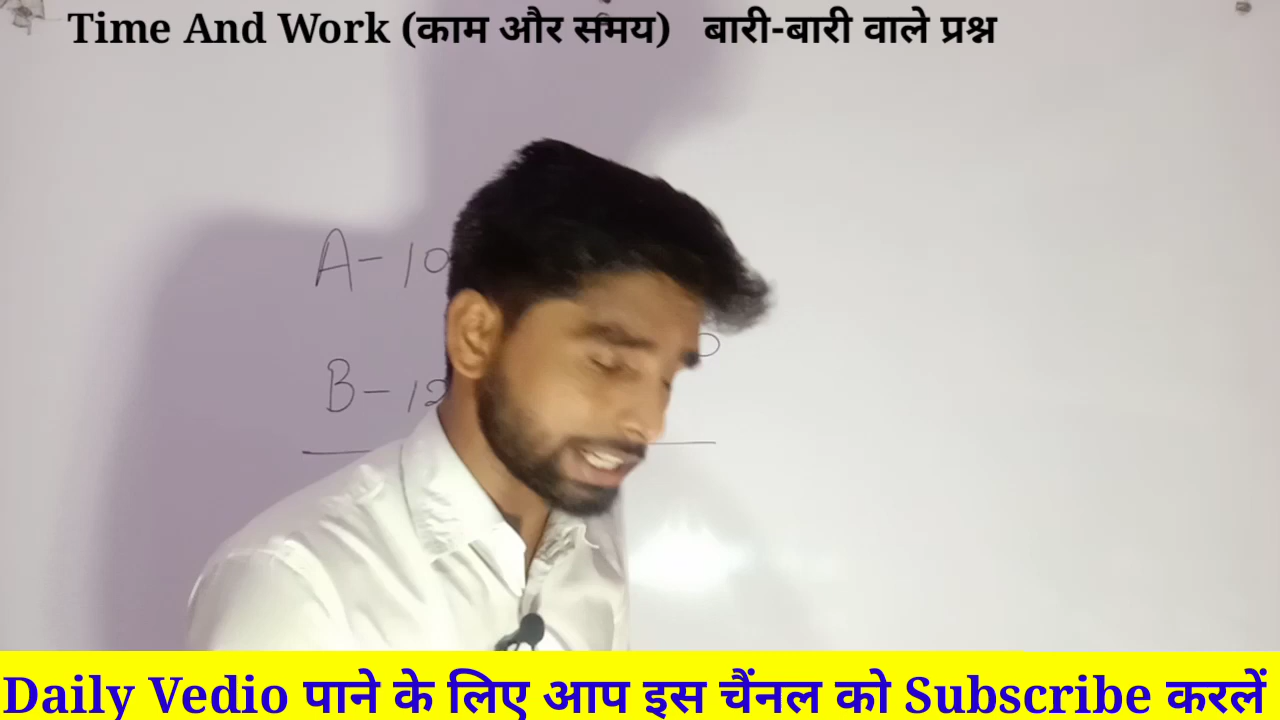 Time And Work (काम और समय) बारी-बारी वाले प्रश्न
A- 10
B- 12
Daily Vedio पाने के लिए आप इस चैंनल को Subscribe करलें